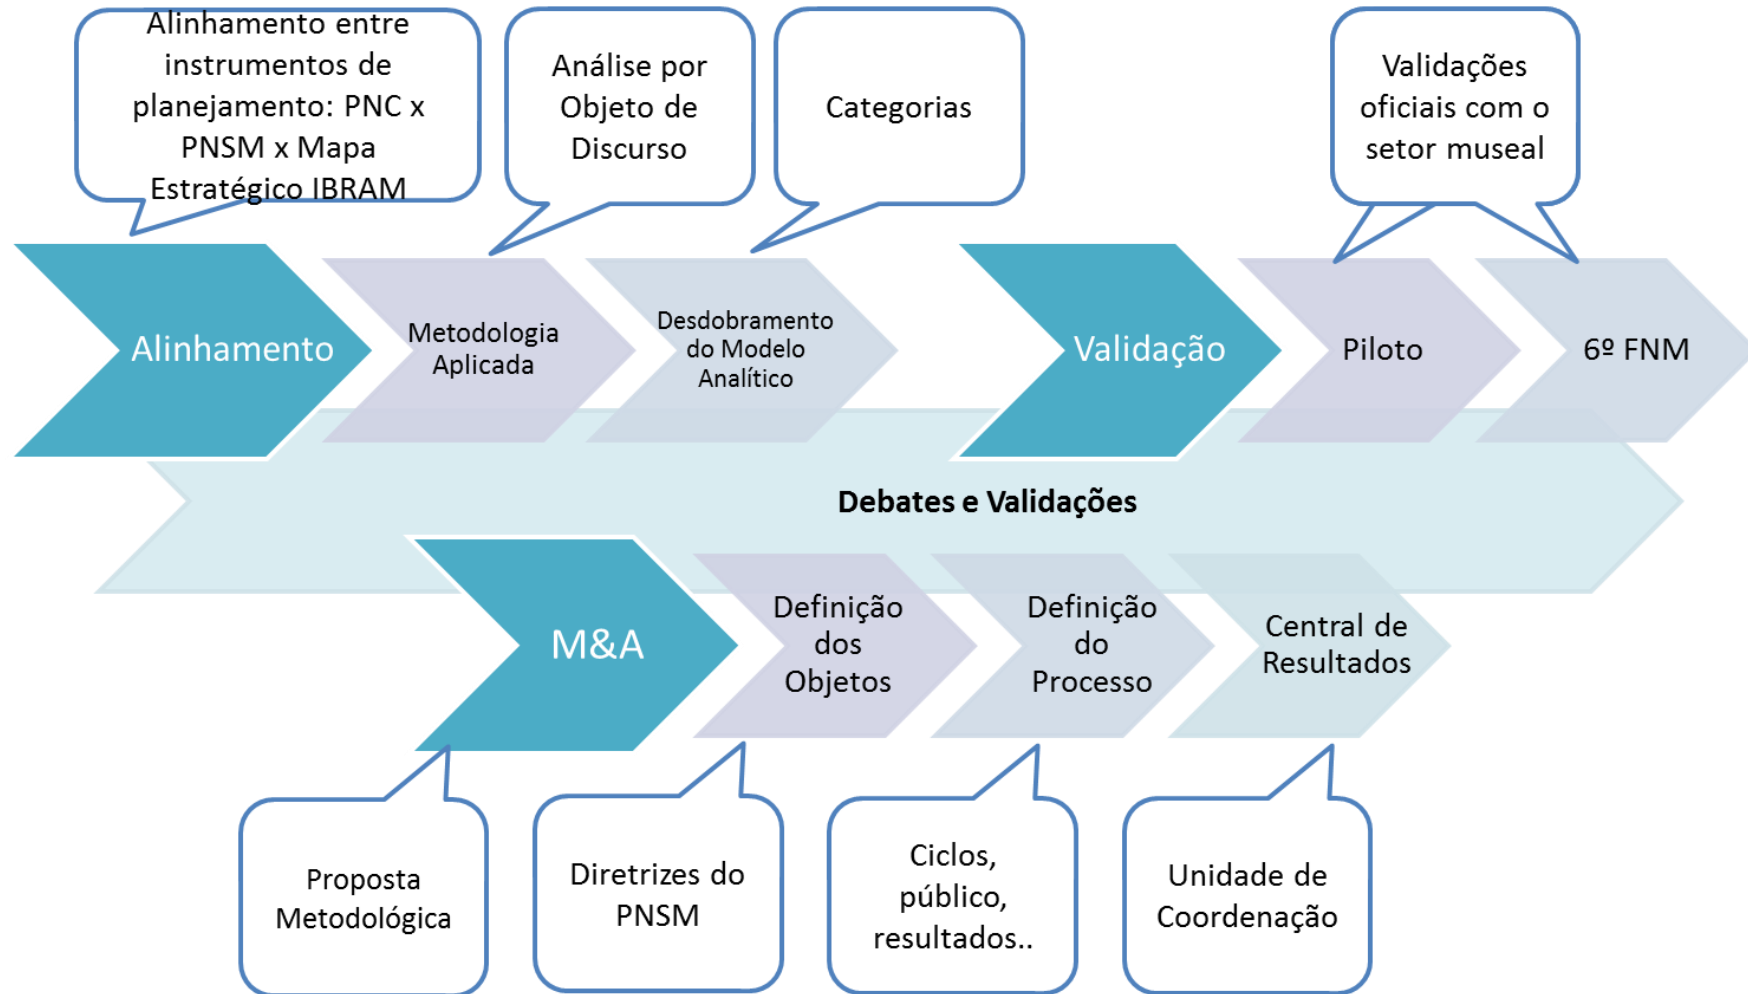 Alinhamento entre
instrumentos de
planejamento: PNC x
PNSM x Mapa
Estratégico IBRAM
Análise por
Objeto de
Discurso
Categorias
Validações
oficiais com o
setor museal
Alinhamento
Metodologia
Aplicada
Desdobramento
do Modelo
Analítico
Validação
Piloto
6º FNM
Debates e Validações
M&A
Definição
dos
Objetos
Definição
do
Processo
Central de
Resultados
Proposta
Metodológica
Diretrizes do
PNSM
Ciclos,
público,
resultados..
Unidade de
Coordenação